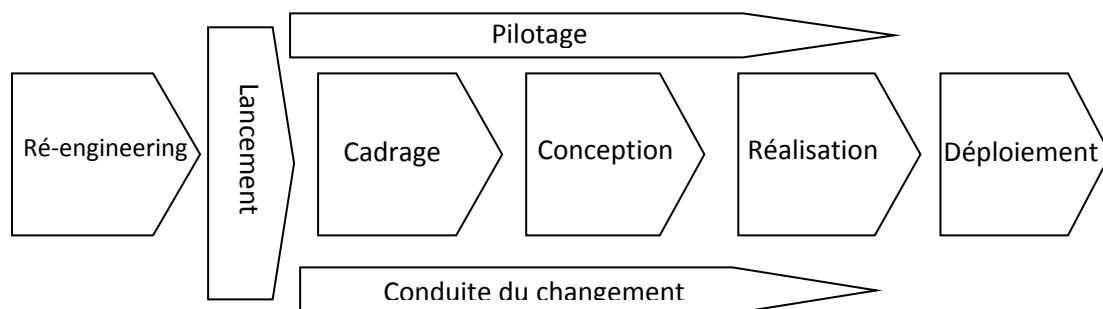 Pilotage
Ré-engineering
Lancement
Cadrage
Conception
Réalisation
Déploiement
Conduite du changement